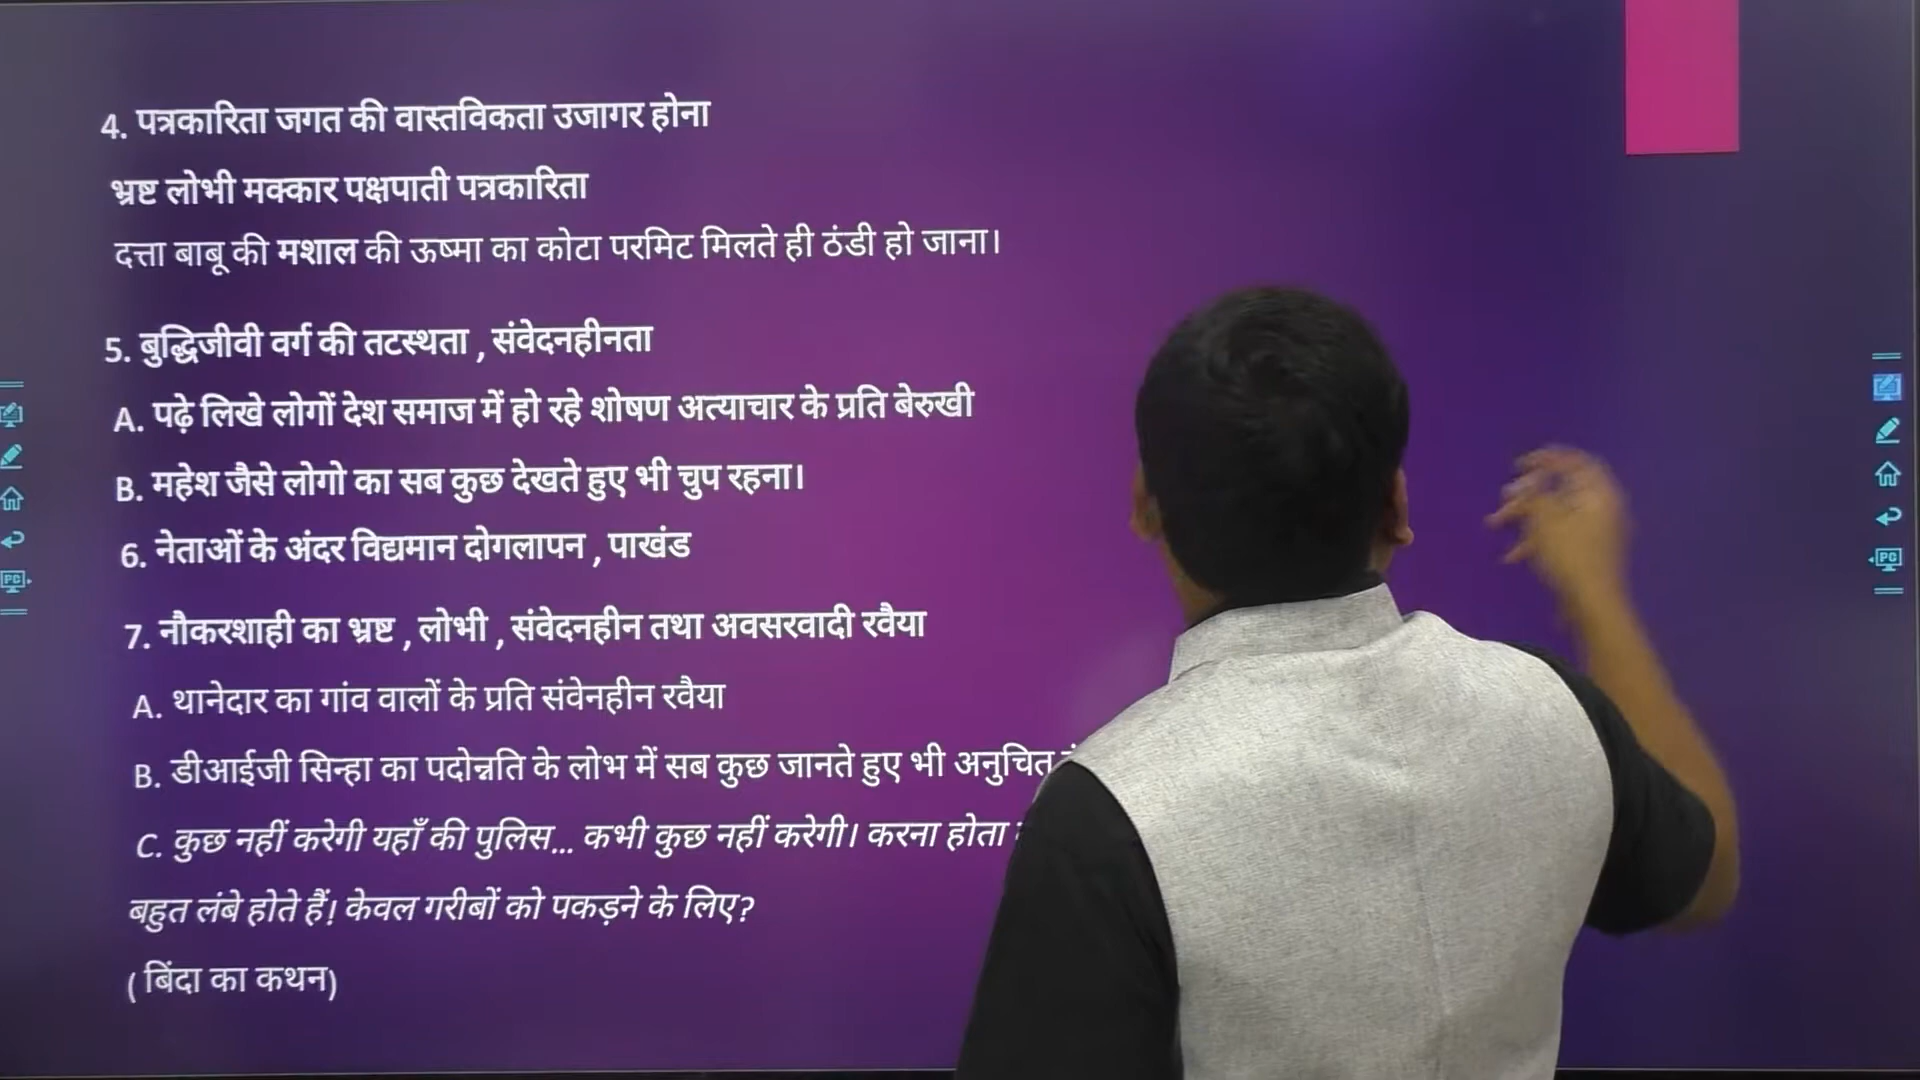 4. पत्रकारिता जगत की वास्तविकता उजागर होना
भ्रष्ट लोभी मक्कार पक्षपाती पत्रकारिता
दत्ता बाबू की मशाल की ऊष्मा का कोटा परमिट मिलते ही ठंडी हो जाना।
5. बुद्धिजीवी वर्ग की तटस्थता , संवेदनहीनता
A. पढ़े लिखे लोगों देश समाज में हो रहे शोषण अत्याचार के प्रति बेरुखी
B. महेश जैसे लोगो का सब कुछ देखते हुए भी चुप रहना।
6. नेताओं के अंदर विद्यमान दोगलापन , पाखंड
7. नौकरशाही का भ्रष्ट , लोभी , संवेदनहीन तथा अवसरवादी रवैया
A. थानेदार का गांव वालों के प्रति संवेनहीन रवैया
B. डीआईजी सिन्हा का पदोन्नति के लोभ में सब कुछ जानते हुए भी अनुचित
C. कुछ नहीं करेगी यहाँ की पुलिस... कभी कुछ नहीं करेगी। करना होता
बहुत लंबे होते हैं! केवल गरीबों को पकड़ने के लिए?
( बिंदा का कथन)
PC
PC